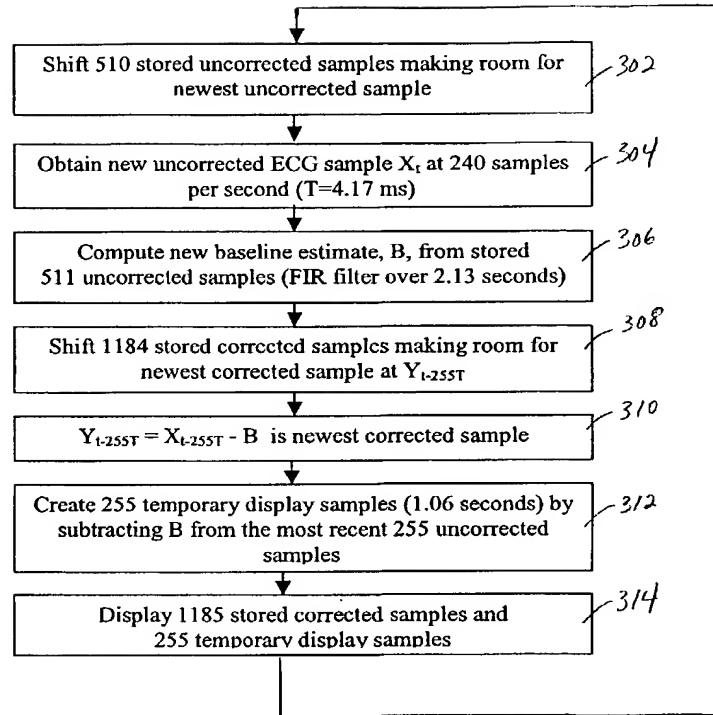 Shift 510 stored uncorrected samples making room for
newest uncorrected sample
302
Obtain new uncorrected ECG sample Xt at 240 samples
per second (T=4.17 ms)
304
Compute new baseline estimate, B, from stored
511 uncorrected samples (FIR filter over 2.13 seconds)
306
Shift 1184 stored corrected samples making room for
newest corrected sample at Yt-255T
308
Yt-255T = Xt-255T - B is newest corrected sample
310
Create 255 temporary display samples (1.06 seconds) by
subtracting B from the most recent 255 uncorrected
samples
312
Display 1185 stored corrected samples and
255 temporary display samples
314